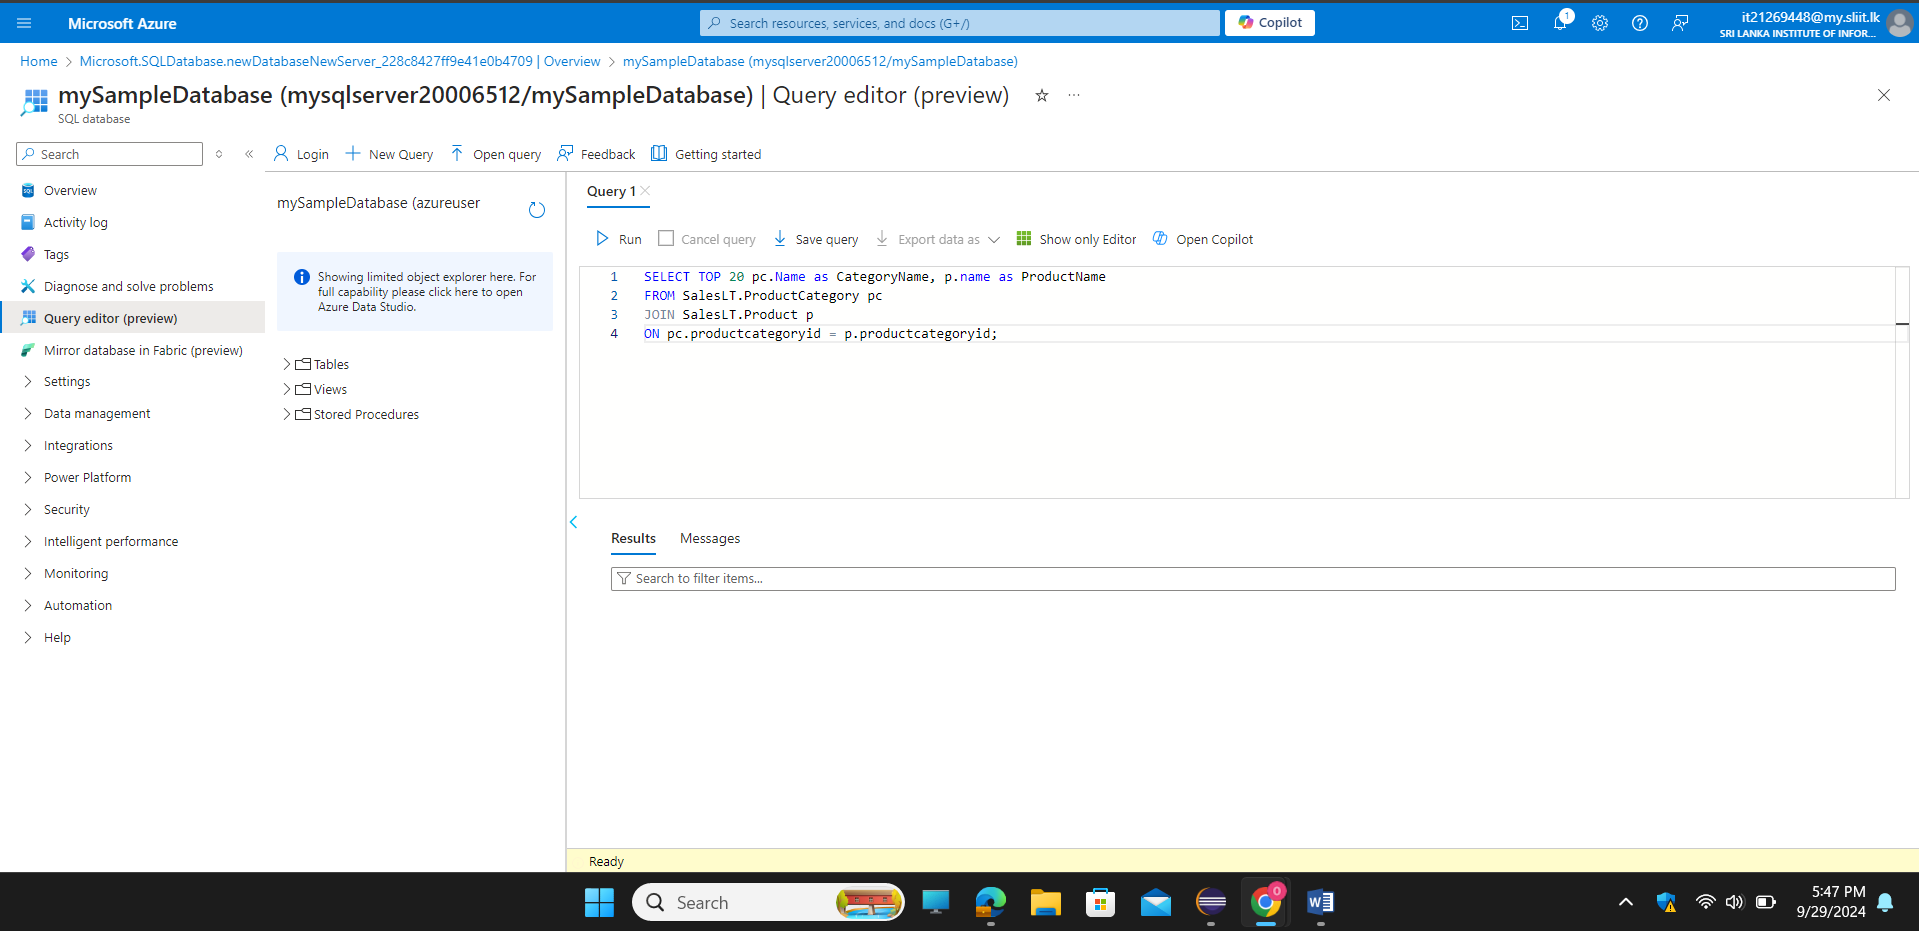 Microsoft Azure
Search resources, services, and docs (G+/)
Copilot
1
it21269448@my.sliit.lk
SRI LANKA INSTITUTE OF INFOR...
Home > Microsoft.SQLDatabase.newDatabaseNewServer_228c8427ff9e41e0b4709 | Overview > mySampleDatabase (mysqlserver20006512/mySampleDatabase)
mySampleDatabase (mysqlserver20006512/mySampleDatabase) | Query editor (preview)
SQL database
Search
Overview
Activity log
Tags
Diagnose and solve problems
Query editor (preview)
Mirror database in Fabric (preview)
Settings
Data management
Integrations
Power Platform
Security
Intelligent performance
Monitoring
Automation
Help
Login New Query Open query Feedback Getting started
mySampleDatabase (azureuser
Showing limited object explorer here. For
full capability please click here to open
Azure Data Studio.
Tables
Views
Stored Procedures
Query 1
Run Cancel query Save query Export data as Show only Editor Open Copilot
1 SELECT TOP 20 pc.Name as CategoryName, p.name as ProductName
2 FROM SalesLT.ProductCategory pc
3 JOIN SalesLT.Product p
4 ON pc.productcategoryid = p.productcategoryid;
Results Messages
Search to filter items...
Ready
Search
0
5:47 PM
9/29/2024